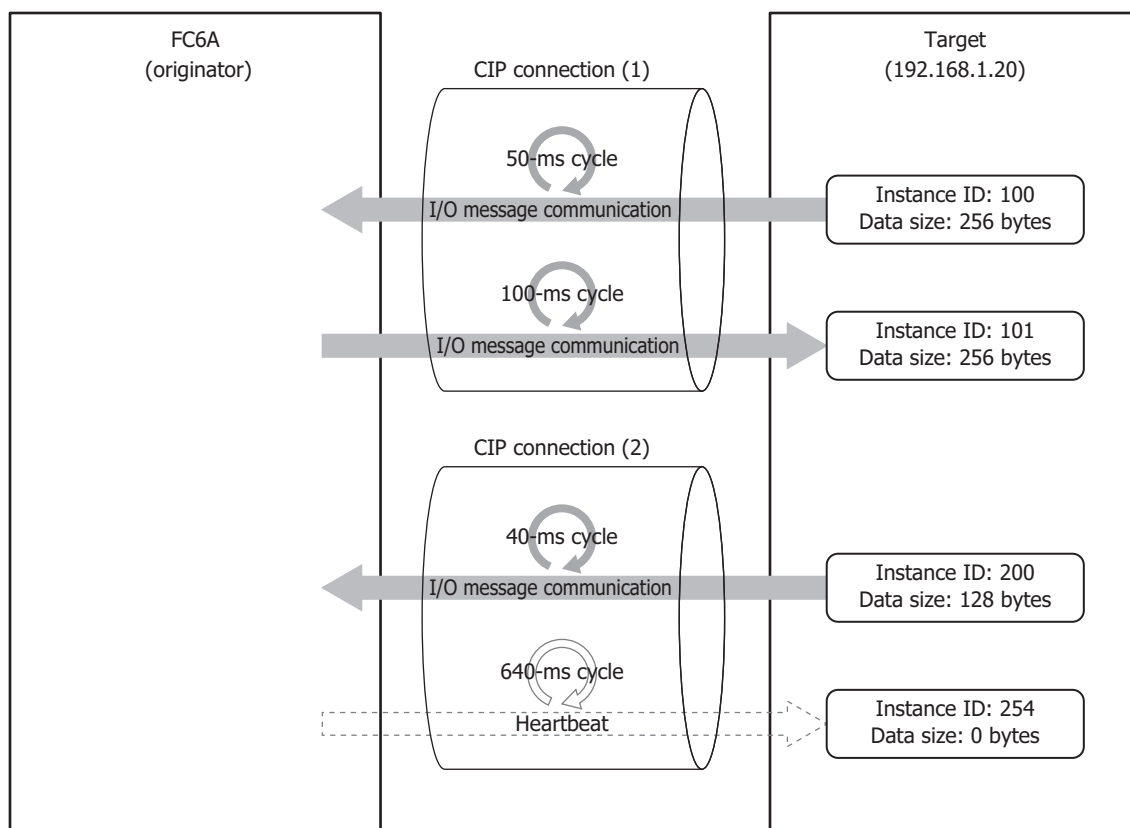 FC6A
(originator)
Target
(192.168.1.20)
CIP connection (1)
50-ms cycle
I/O message communication
Instance ID: 100
Data size: 256 bytes
100-ms cycle
I/O message communication
Instance ID: 101
Data size: 256 bytes
CIP connection (2)
40-ms cycle
I/O message communication
Instance ID: 200
Data size: 128 bytes
640-ms cycle
Heartbeat
Instance ID: 254
Data size: 0 bytes